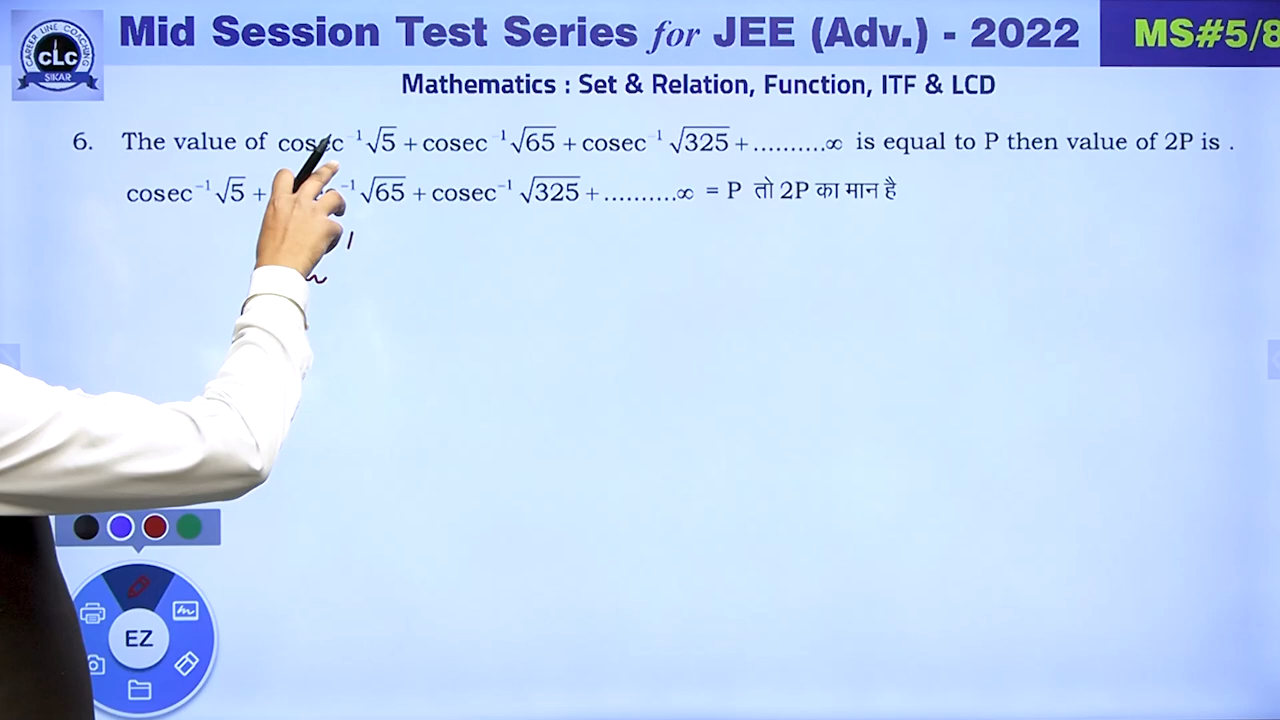 Mid Session Test Series for JEE (Adv.) - 2022 MS#5/8
CAREER LINE COACHING
CLC
SIKAR
Mathematics : Set & Relation, Function, ITF & LCD
6. The value of cosec⁻¹√5 + cosec⁻¹√65 + cosec⁻¹√325 + ..........∞ is equal to P then value of 2P is .
cosec⁻¹√5 + ⁻¹√65 + cosec⁻¹√325 + ..........∞ = P तो 2P का मान है
EZ